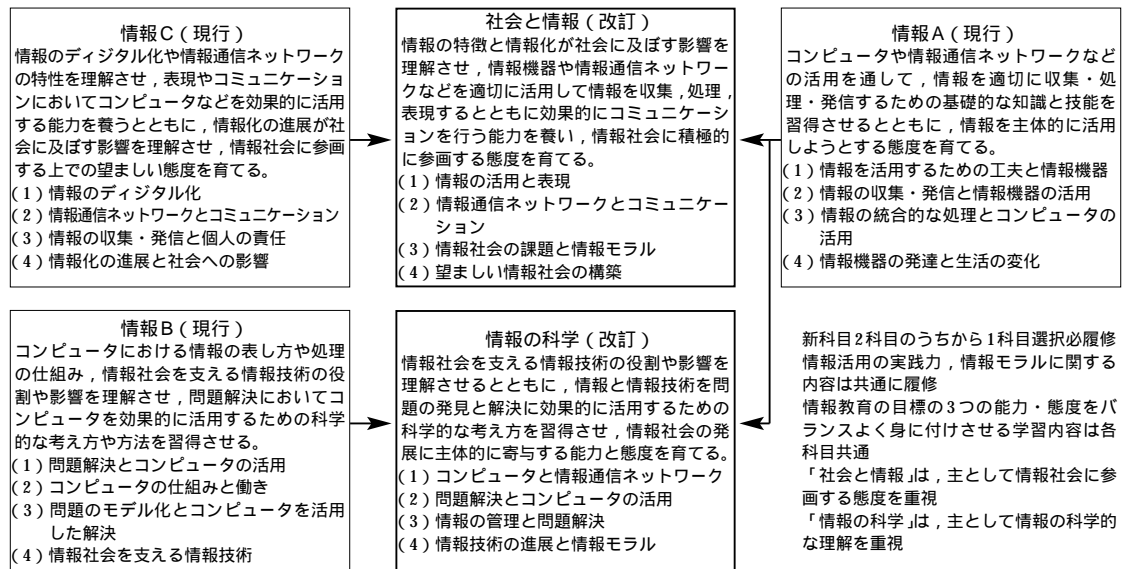 情報C(現行)
情報のディジタル化や情報通信ネットワーク
の特性を理解させ,表現やコミュニケーショ
ンにおいてコンピュータなどを効果的に活用
する能力を養うとともに,情報化の進展が社
会に及ぼす影響を理解させ,情報社会に参画
する上での望ましい態度を育てる。
(1)情報のディジタル化
(2)情報通信ネットワークとコミュニケーション
(3)情報の収集・発信と個人の責任
(4)情報化の進展と社会への影響
社会と情報(改訂)
情報の特徴と情報化が社会に及ぼす影響を
理解させ,情報機器や情報通信ネットワー
クなどを適切に活用して情報を収集,処理,
表現するとともに効果的にコミュニケーショ
ンを行う能力を養い,情報社会に積極的
に参画する態度を育てる。
(1)情報の活用と表現
(2)情報通信ネットワークとコミュニケー
ション
(3)情報社会の課題と情報モラル
(4)望ましい情報社会の構築
情報A(現行)
コンピュータや情報通信ネットワークなど
の活用を通して,情報を適切に収集・処
理・発信するための基礎的な知識と技能を
習得させるとともに,情報を主体的に活用
しようとする態度を育てる。
(1)情報を活用するための工夫と情報機器
(2)情報の収集・発信と情報機器の活用
(3)情報の統合的な処理とコンピュータの
活用
(4)情報機器の発達と生活の変化
情報B(現行)
コンピュータにおける情報の表し方や処理
の仕組み,情報社会を支える情報技術の役
割や影響を理解させ,問題解決においてコ
ンピュータを効果的に活用するための科学
的な考え方や方法を習得させる。
(1)問題解決とコンピュータの活用
(2)コンピュータの仕組みと働き
(3)問題のモデル化とコンピュータを活用
した解決
(4)情報社会を支える情報技術
情報の科学(改訂)
情報社会を支える情報技術の役割や影響を
理解させるとともに,情報と情報技術を問
題の発見と解決に効果的に活用するための
科学的な考え方を習得させ,情報社会の発
展に主体的に寄与する能力と態度を育てる。
(1)コンピュータと情報通信ネットワーク
(2)問題解決とコンピュータの活用
(3)情報の管理と問題解決
(4)情報技術の進展と情報モラル
新科目2科目のうちから1科目選択必履修
情報活用の実践力,情報モラルに関する
内容は共通に履修
情報教育の目標の3つの能力・態度をバ
ランスよく身に付けさせる学習内容は各
科目共通
「社会と情報」は,主として情報社会に参
画する態度を重視
「情報の科学」は,主として情報の科学的
な理解を重視